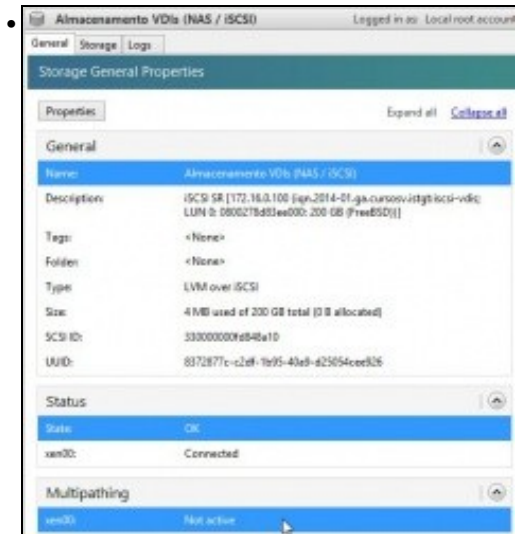 Almacenamento VDIs (NAS / iSCSI) Logged in as: Local root account
General Storage Logs
Storage General Properties
Properties Expand all Collapse all
General
Name: Almacenamento VDIs (NAS / iSCSI)
Description: iSCSI SR [172.16.0.100 (iqn.2014-01.ga.cursosv.istgt:iscsi-vdis;
LUN 0: 0800278d83ee000: 200 GB (FreeBSD))]
Tags: <None>
Folder: <None>
Type: LVM over iSCSI
Size: 4 MB used of 200 GB total (0 B allocated)
SCSI ID: 330000000fd848a10
UUID: 8372877c-c2df-1b95-40a9-d25054cee926
Status
State: OK
xen00: Connected
Multipathing
xen00: Not active